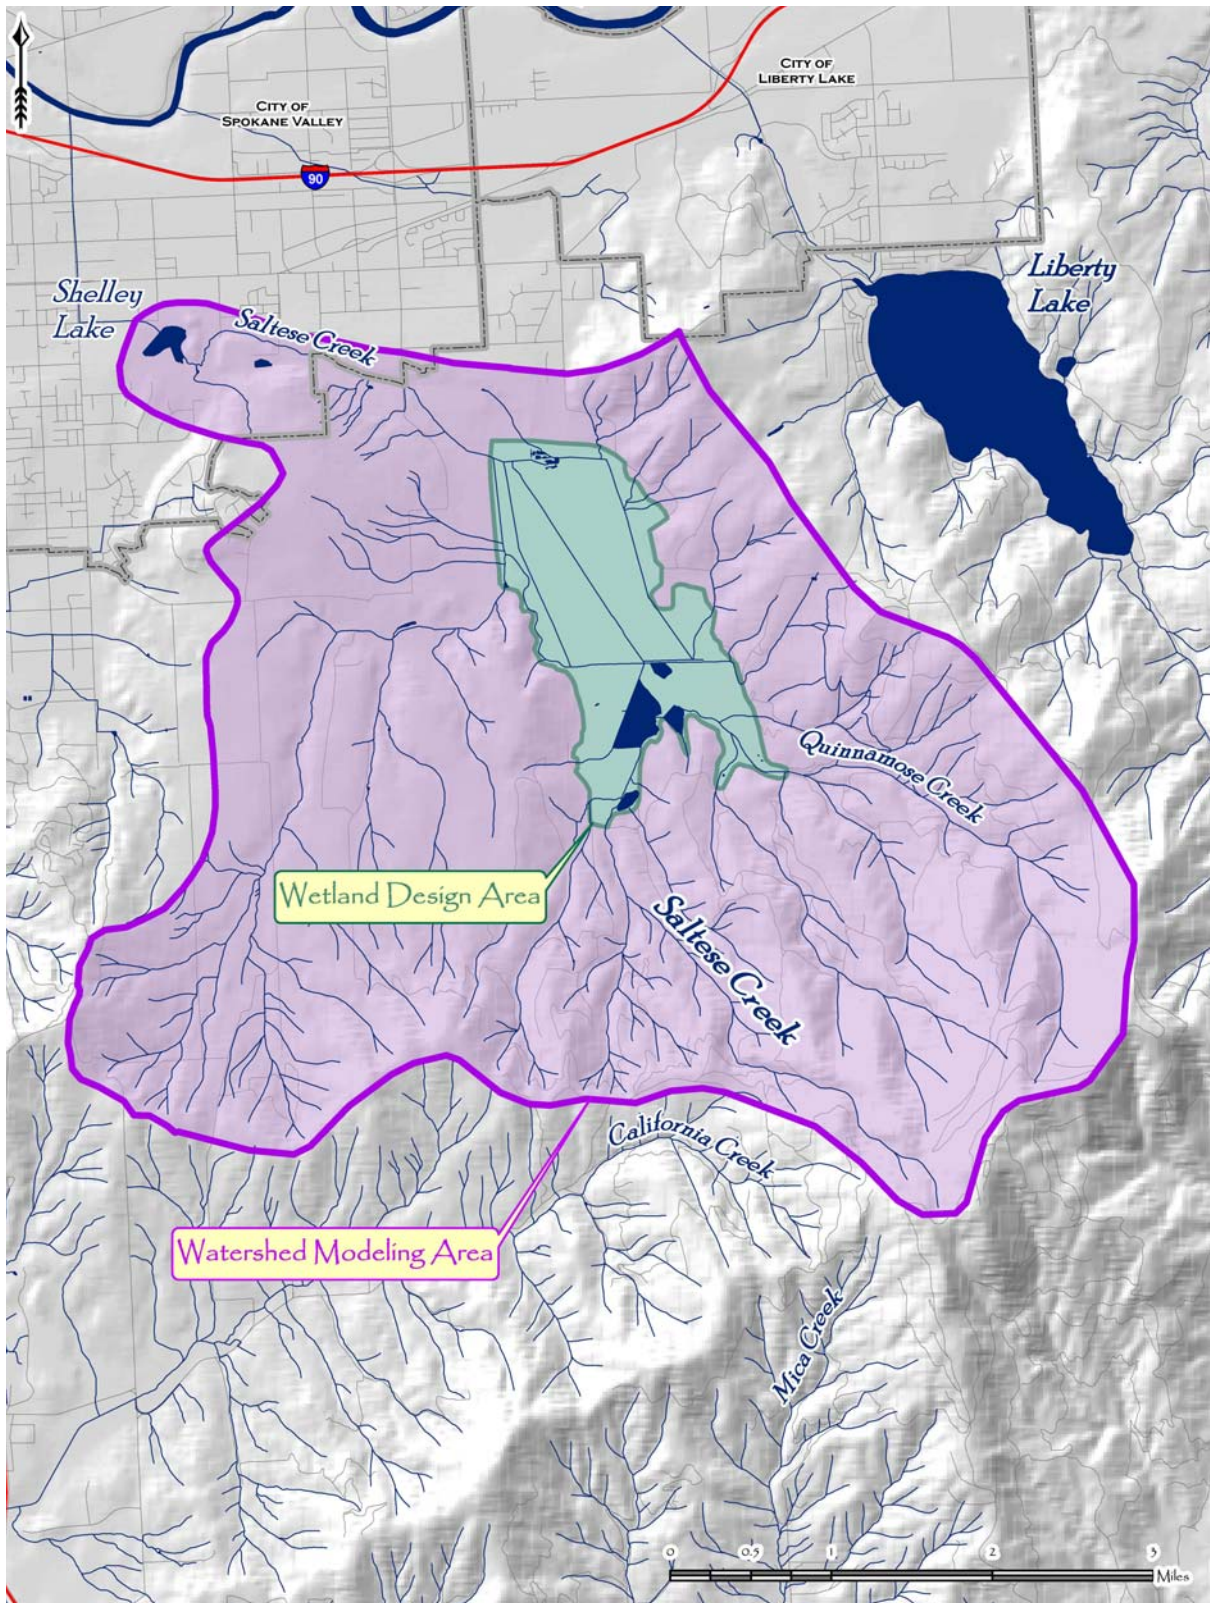 CITY OF
LIBERTY LAKE
CITY OF
SPOKANE VALLEY
90
Shelley
Lake
Saltese Creek
Liberty
Lake
Quinnamose Creek
Wetland Design Area
Saltese Creek
California Creek
Watershed Modeling Area
Mica Creek
0 0.5 1 2 3
Miles